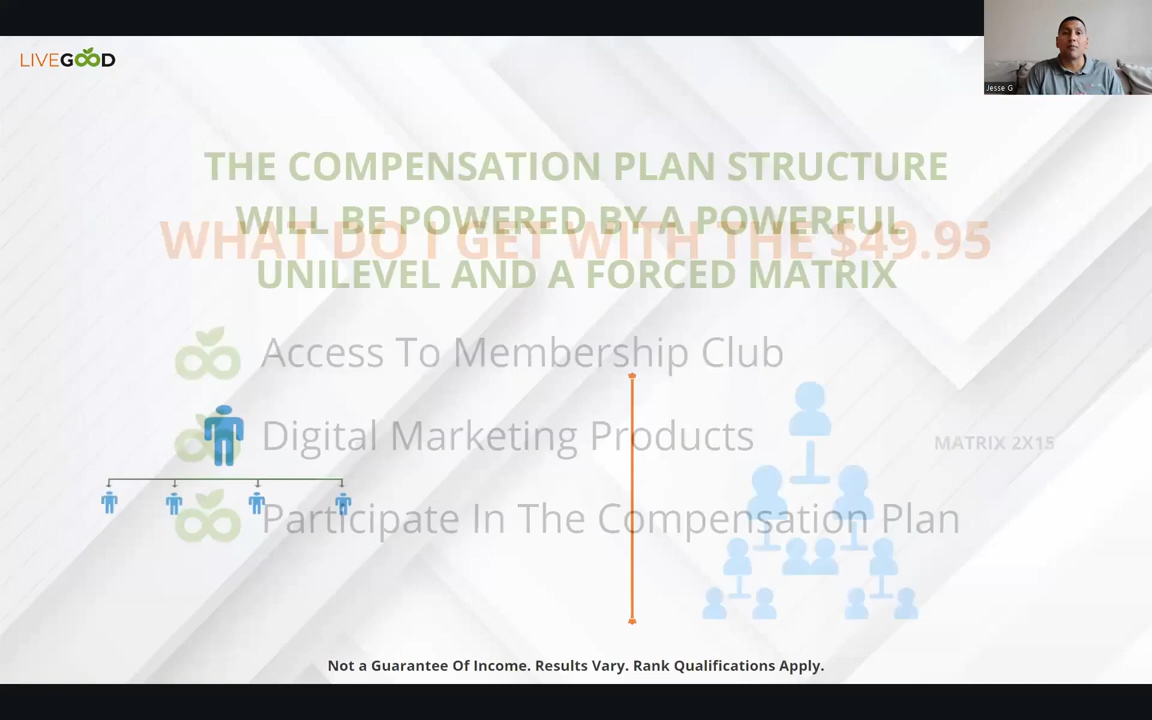 LIVEGOOD
Jesse G
THE COMPENSATION PLAN STRUCTURE
WILL BE POWERED BY A POWERFUL
WHAT DO I GET WITH THE $49.95
UNILEVEL AND A FORCED MATRIX
Access To Membership Club
Digital Marketing Products
MATRIX 2X15
Participate In The Compensation Plan
Not a Guarantee Of Income. Results Vary. Rank Qualifications Apply.